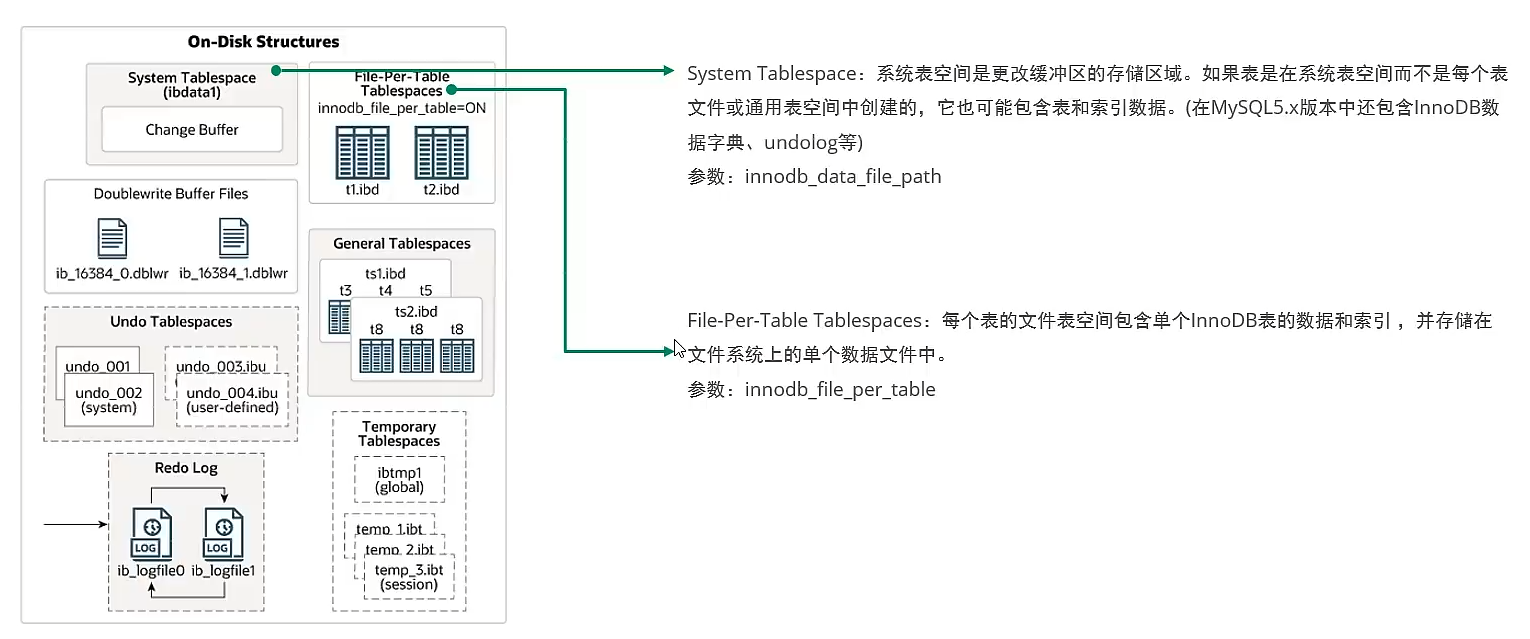 On-Disk Structures
System Tablespace
(ibdata1)
Change Buffer
File-Per-Table
Tablespaces
innodb_file_per_table=ON
t1.ibd
t2.ibd
Doublewrite Buffer Files
ib_16384_0.dblwr
ib_16384_1.dblwr
General Tablespaces
ts1.ibd
t3 t4 t5
ts2.ibd
t8 t8 t8
Undo Tablespaces
undo_001
undo_002
(system)
undo_003.ibu
undo_004.ibu
(user-defined)
Temporary
Tablespaces
ibtmp1
(global)
temp_1.ibt
temp_2.ibt
temp_3.ibt
(session)
Redo Log
LOG
LOG
ib_logfile0
ib_logfile1
System Tablespace：系统表空间是更改缓冲区的存储区域。如果表是在系统表空间而不是每个表
文件或通用表空间中创建的，它也可能包含表和索引数据。(在MySQL5.x版本中还包含InnoDB数
据字典、undolog等)
参数：innodb_data_file_path
File-Per-Table Tablespaces：每个表的文件表空间包含单个InnoDB表的数据和索引 ，并存储在
文件系统上的单个数据文件中。
参数：innodb_file_per_table